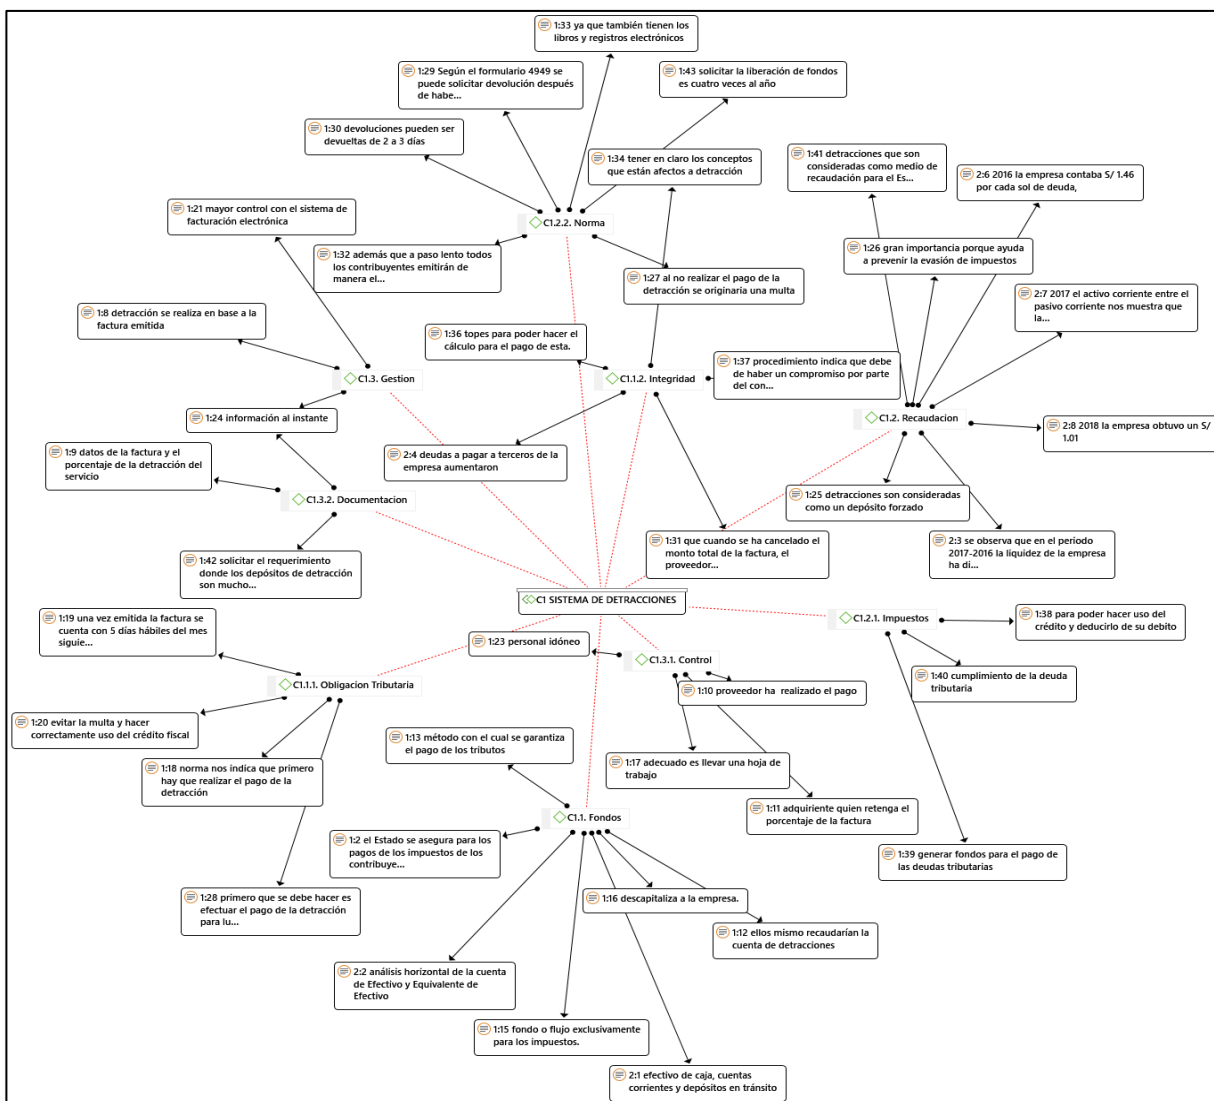 1:33 ya que también tienen los
libros y registros electrónicos
1:29 Según el formulario 4949 se
puede solicitar devolución después
de habe...
1:43 solicitar la liberación de fondos
es cuatro veces al año
1:30 devoluciones pueden ser
devueltas de 2 a 3 días
1:34 tener en claro los conceptos
que están afectos a detracción
1:41 detracciones que son
consideradas como medio de
recaudación para el Es...
2:6 2016 la empresa contaba S/ 1.46
por cada sol de deuda,
1:21 mayor control con el sistema de
facturación electrónica
C1.2.2. Norma
1:32 además que a paso lento todos
los contribuyentes emitirán de
manera el...
1:26 gran importancia porque ayuda
a prevenir la evasión de impuestos
1:27 al no realizar el pago de la
detracción se originaria una multa
2:7 2017 el activo corriente entre el
pasivo corriente nos muestra que
la...
1:8 detracción se realiza en base a la
factura emitida
1:36 topes para poder hacer el
cálculo para el pago de esta.
1:37 procedimiento indica que debe
de haber un compromiso por parte
del con...
C1.3. Gestion
C1.1.2. Integridad
1:24 información al instante
C1.2. Recaudacion
2:8 2018 la empresa obtuvo un S/
1.01
1:9 datos de la factura y el
porcentaje de la detracción del
servicio
2:4 deudas a pagar a terceros de la
empresa aumentaron
C1.3.2. Documentacion
1:25 detracciones son consideradas
como un depósito forzado
1:42 solicitar el requerimiento
donde los depósitos de detracción
son mucho...
1:31 que cuando se ha cancelado el
monto total de la factura, el
proveedor...
2:3 se observa que en el periodo
2017-2016 la liquidez de la empresa
ha di...
C1 SISTEMA DE DETRACCIONES
1:19 una vez emitida la factura se
cuenta con 5 días hábiles del mes
siguie...
C1.2.1. Impuestos
1:38 para poder hacer uso del
crédito y deducirlo de su debito
1:23 personal idóneo
C1.3.1. Control
1:40 cumplimiento de la deuda
tributaria
C1.1.1. Obligacion Tributaria
1:10 proveedor ha realizado el pago
1:20 evitar la multa y hacer
correctamente uso del crédito fiscal
1:13 método con el cual se garantiza
el pago de los tributos
1:18 norma nos indica que primero
hay que realizar el pago de la
detracción
1:17 adecuado es llevar una hoja de
trabajo
1:11 adquiriente quien retenga el
porcentaje de la factura
C1.1. Fondos
1:2 el Estado se asegura para los
pagos de los impuestos de los
contribuye...
1:39 generar fondos para el pago de
las deudas tributarias
1:28 primero que se debe hacer es
efectuar el pago de la detracción
para lu...
1:16 descapitaliza a la empresa.
1:12 ellos mismo recaudarían la
cuenta de detracciones
2:2 análisis horizontal de la cuenta
de Efectivo y Equivalente de
Efectivo
1:15 fondo o flujo exclusivamente
para los impuestos.
2:1 efectivo de caja, cuentas
corrientes y depósitos en tránsito